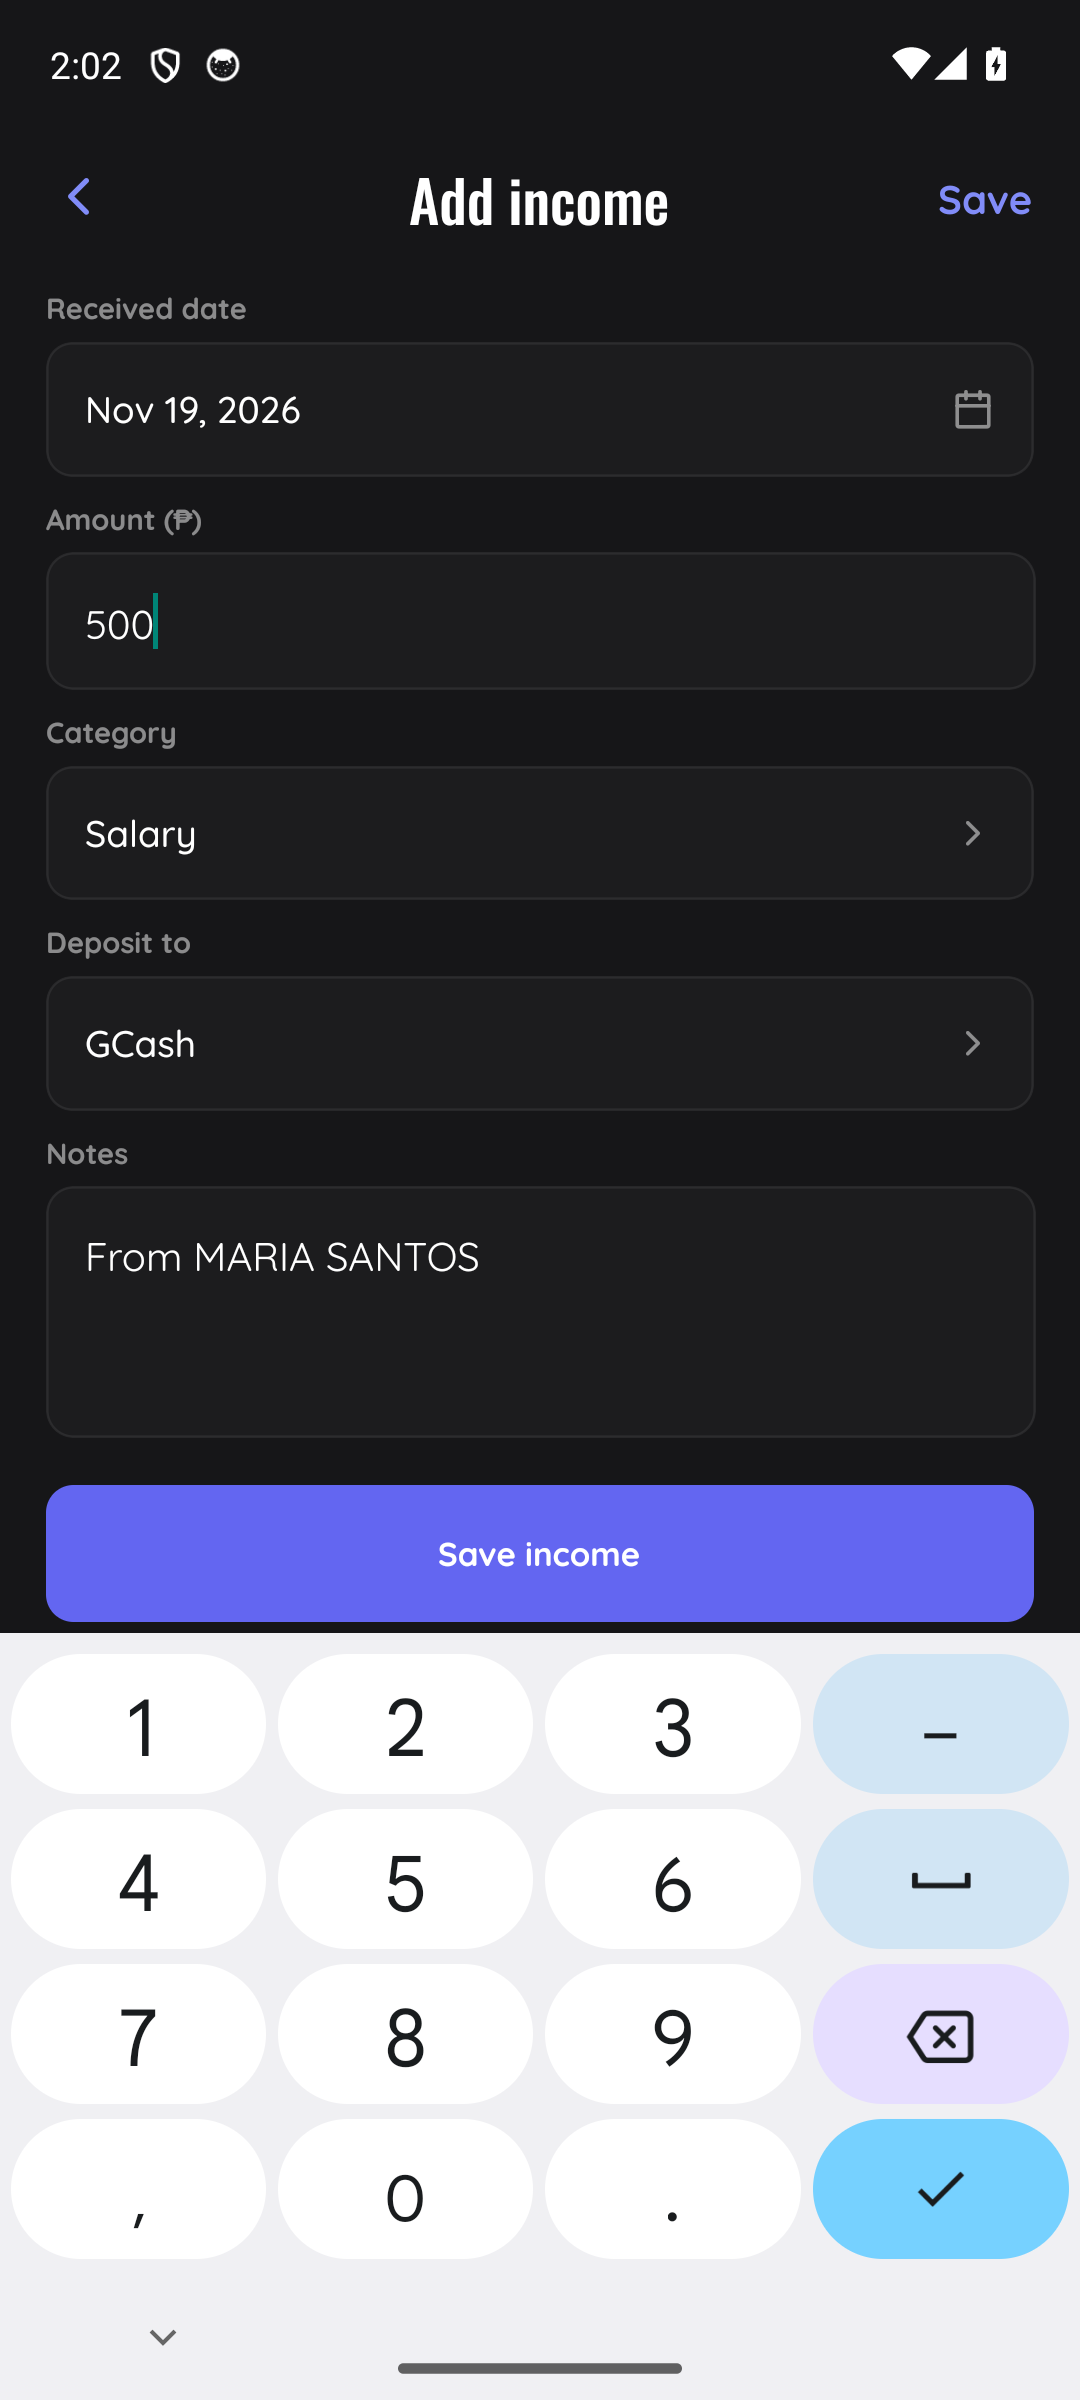 2:02
Add income
Save
Received date
Nov 19, 2026
Amount (₱)
500
Category
Salary
Deposit to
GCash
Notes
From MARIA SANTOS
Save income
1 2 3 –
4 5 6
7 8 9
, 0 .